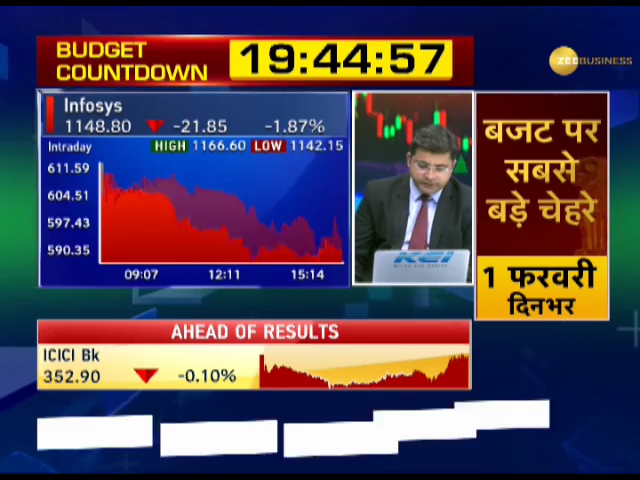 BUDGET
COUNTDOWN
19:44:57
ZEEBUSINESS
Infosys
1148.80 -21.85 -1.87%
Intraday HIGH 1166.60 LOW 1142.15
611.59
604.51
597.43
590.35
09:07 12:11 15:14
KEI
बजट पर
सबसे
बड़े चेहरे
1 फरवरी
दिनभर
AHEAD OF RESULTS
ICICI Bk
352.90 -0.10%